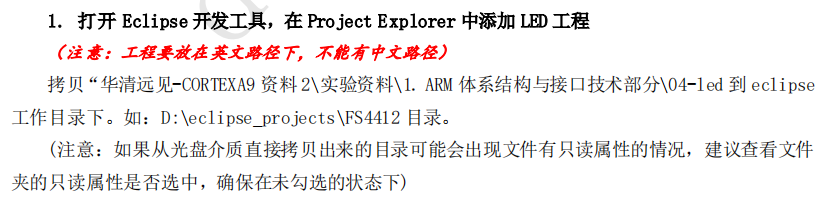 1. 打开 Eclipse 开发工具，在 Project Explorer 中添加 LED 工程
（注意：工程要放在英文路径下，不能有中文路径）
拷贝“华清远见-CORTEXA9 资料 2\实验资料\1. ARM 体系结构与接口技术部分\04-led 到 eclipse
工作目录下。如：D:\eclipse_projects\FS4412 目录。
(注意：如果从光盘介质直接拷贝出来的目录可能会出现文件有只读属性的情况，建议查看文件
夹的只读属性是否选中，确保在未勾选的状态下)